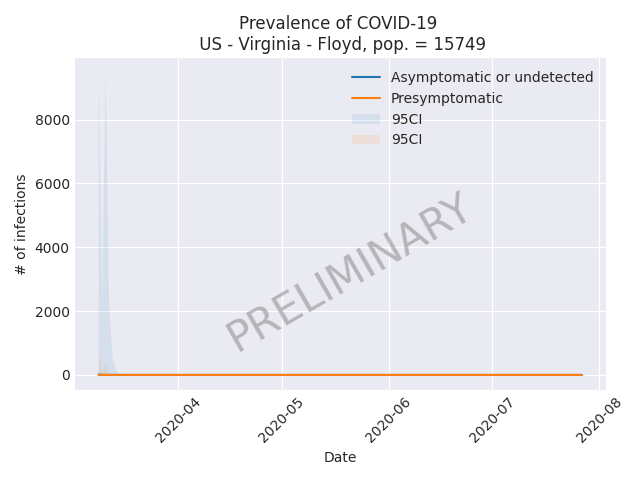 Prevalence of COVID-19
US - Virginia - Floyd, pop. = 15749
Asymptomatic or undetected
Presymptomatic
95CI
95CI
8000
6000
4000
2000
0
# of infections
PRELIMINARY
2020-04
2020-05
2020-06
2020-07
2020-08
Date